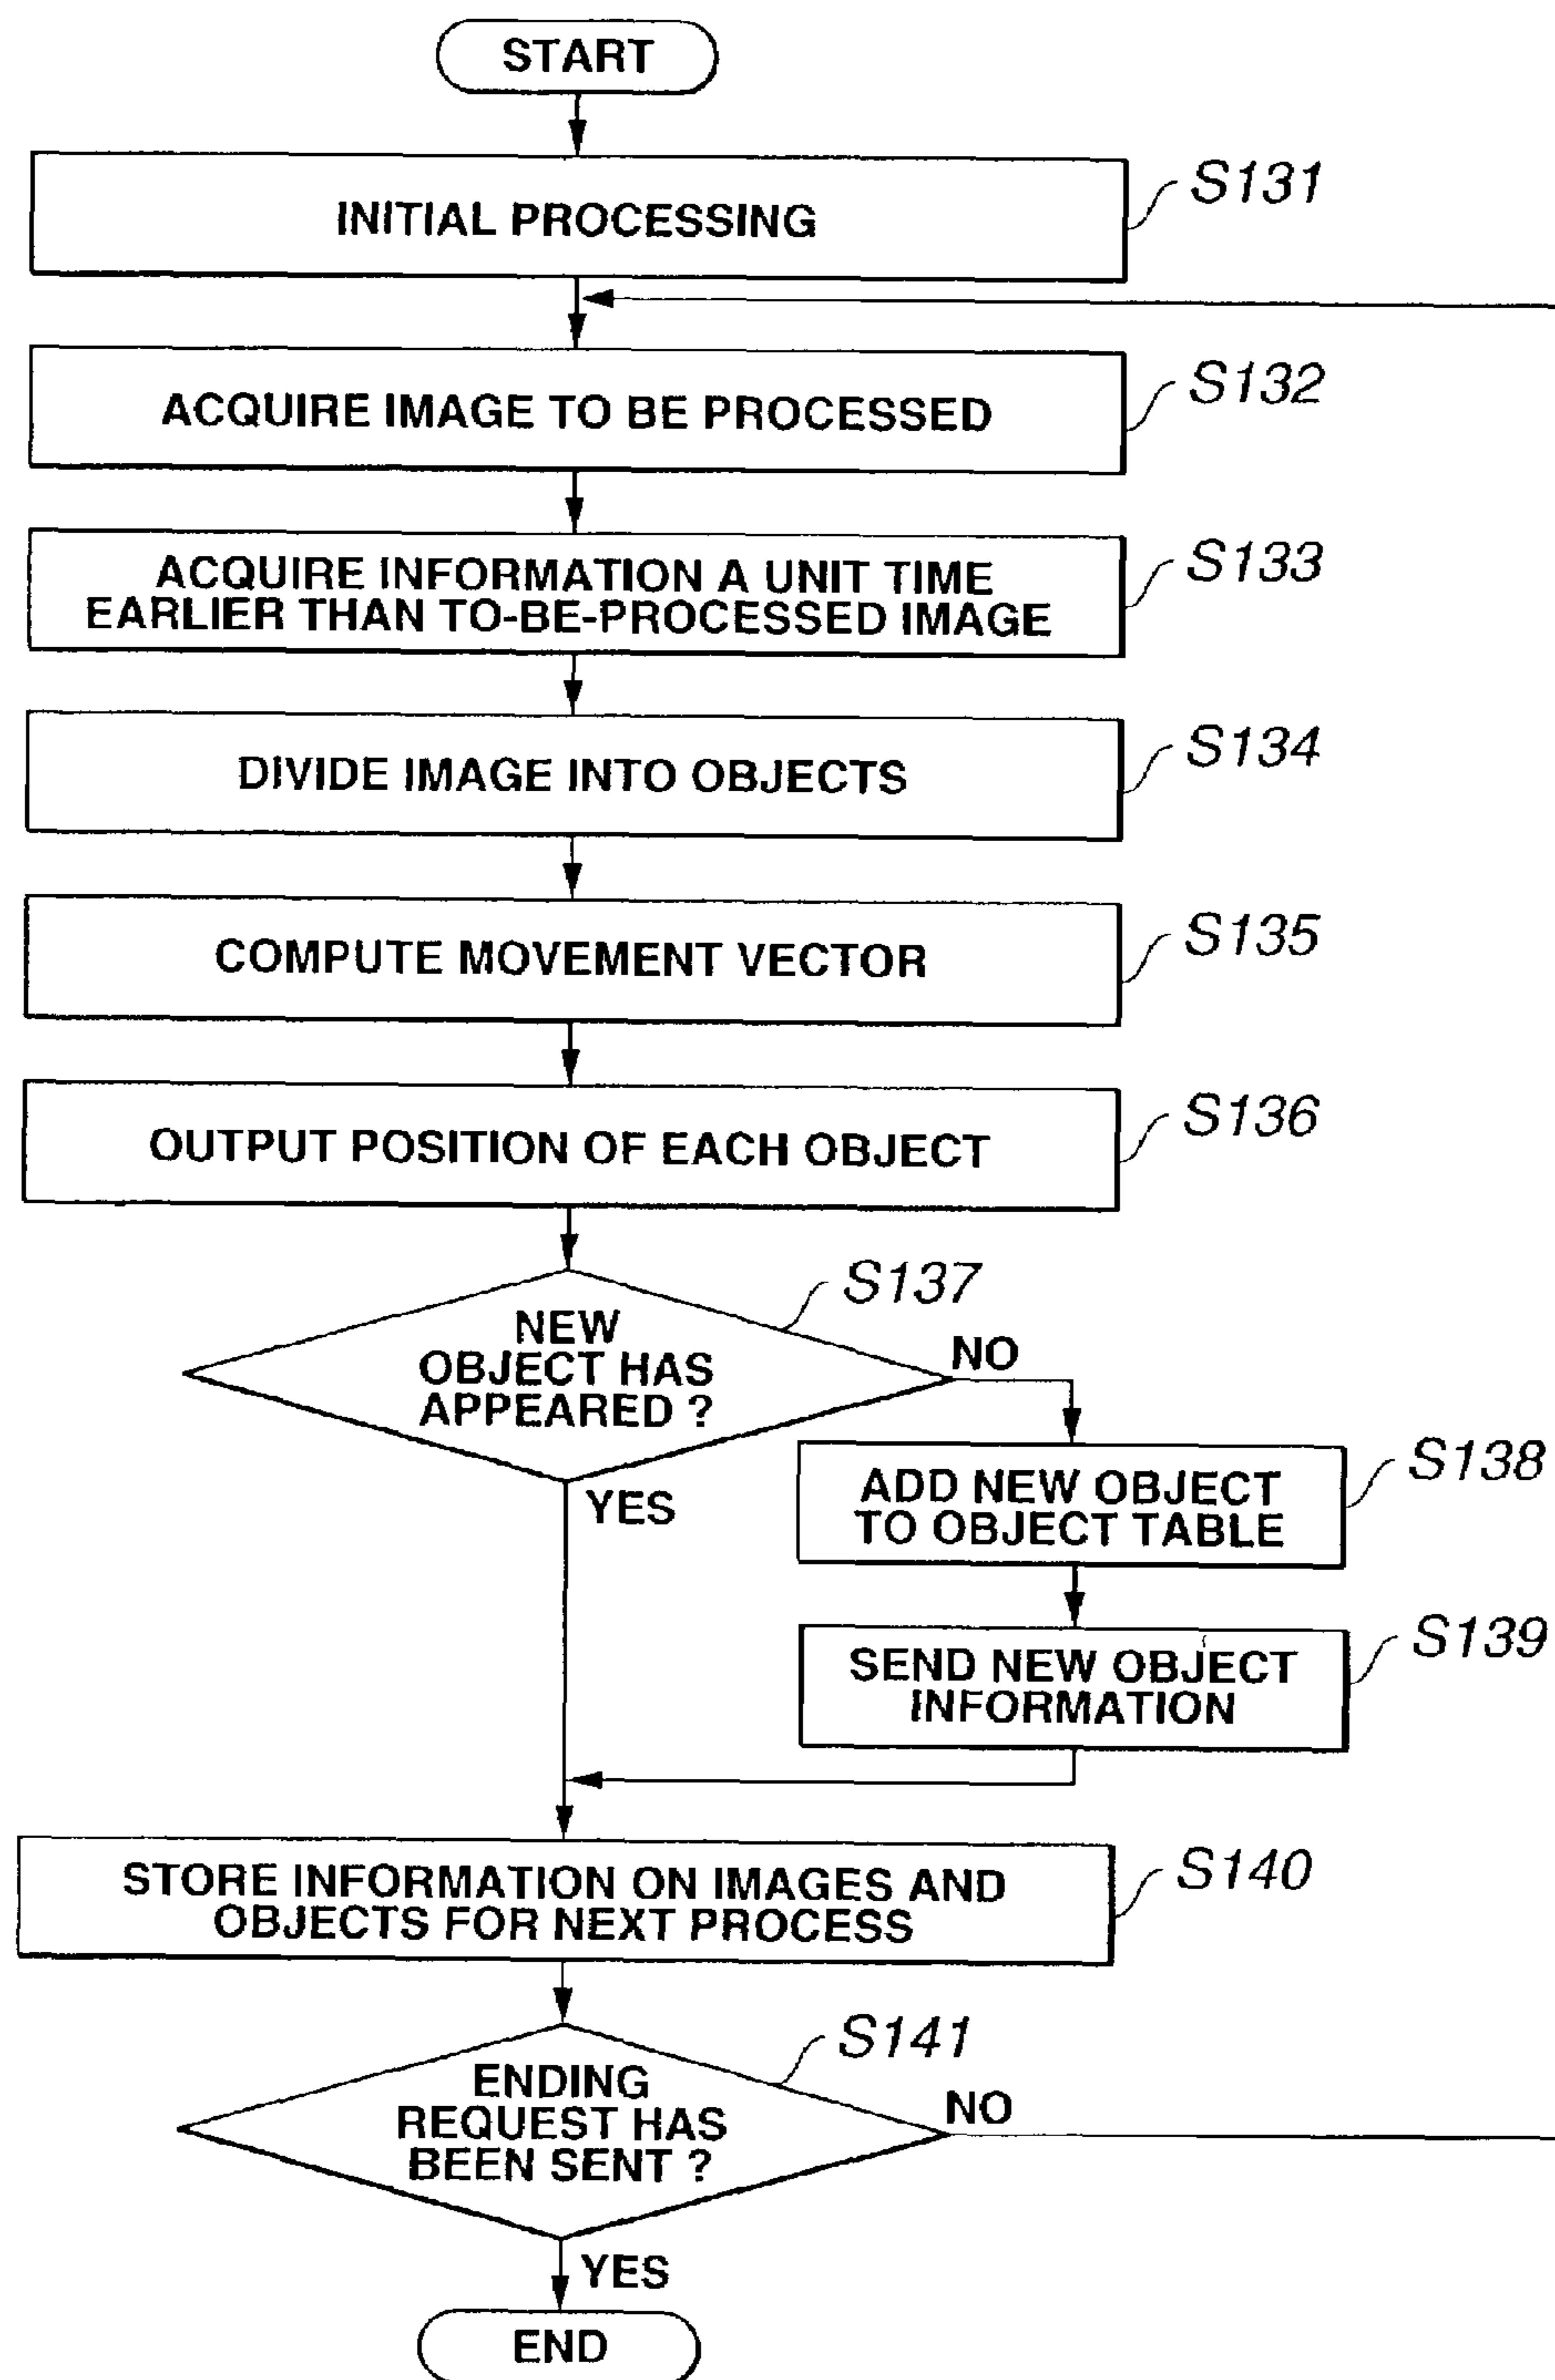 START
INITIAL PROCESSING
S131
ACQUIRE IMAGE TO BE PROCESSED
S132
ACQUIRE INFORMATION A UNIT TIME
EARLIER THAN TO-BE-PROCESSED IMAGE
S133
DIVIDE IMAGE INTO OBJECTS
S134
COMPUTE MOVEMENT VECTOR
S135
OUTPUT POSITION OF EACH OBJECT
S136
S137
NEW
OBJECT HAS
APPEARED ?
NO
YES
ADD NEW OBJECT
TO OBJECT TABLE
S138
SEND NEW OBJECT
INFORMATION
S139
STORE INFORMATION ON IMAGES AND
OBJECTS FOR NEXT PROCESS
S140
S141
ENDING
REQUEST HAS
BEEN SENT ?
NO
YES
END